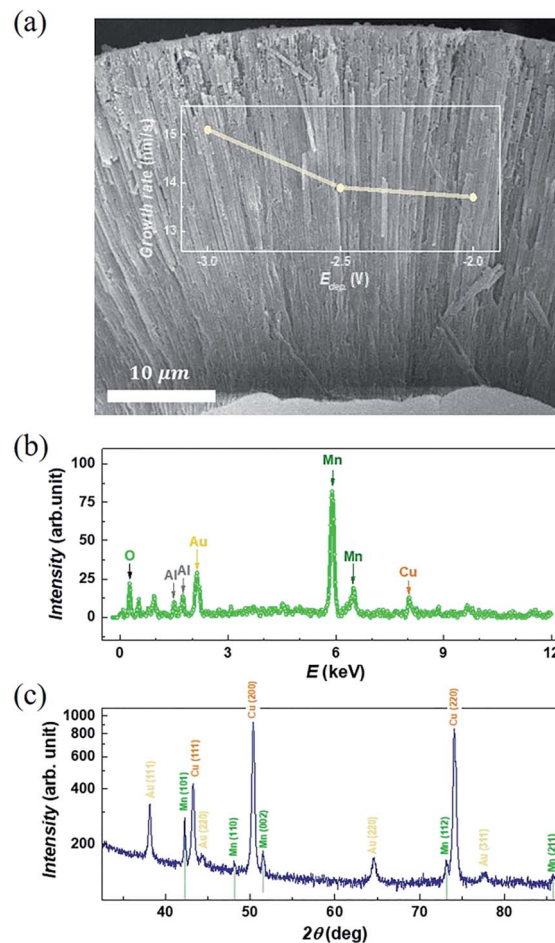 (a)
Growth rate (nm/s)
15
14
13
-3.0
-2.5
-2.0
E_dep. (V)
10 μm
(b)
Intensity (arb.unit)
100
75
50
25
0
O
Al
Al
Au
Mn
Mn
Cu
0
3
6
9
12
E (keV)
(c)
Intensity (arb. unit)
1000
800
600
400
200
Au (111)
Mn (101)
Cu (111)
Au (220)
Mn (110)
Cu (200)
Mn (002)
Au (220)
Mn (112)
Cu (220)
Au (311)
Mn (211)
40
50
60
70
80
2θ (deg)